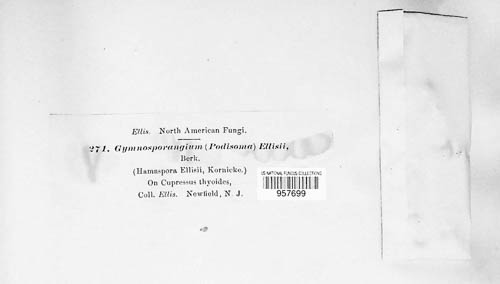 Ellis. North American Fungi.
271. Gymnosporangium (Podisoma) Ellisii,
Berk.
(Hamaspora Ellisii, Kornicke.)
On Cupressus thyoides,
Coll. Ellis. Newfield, N. J.
US NATIONAL FUNGUS COLLECTIONS
957699